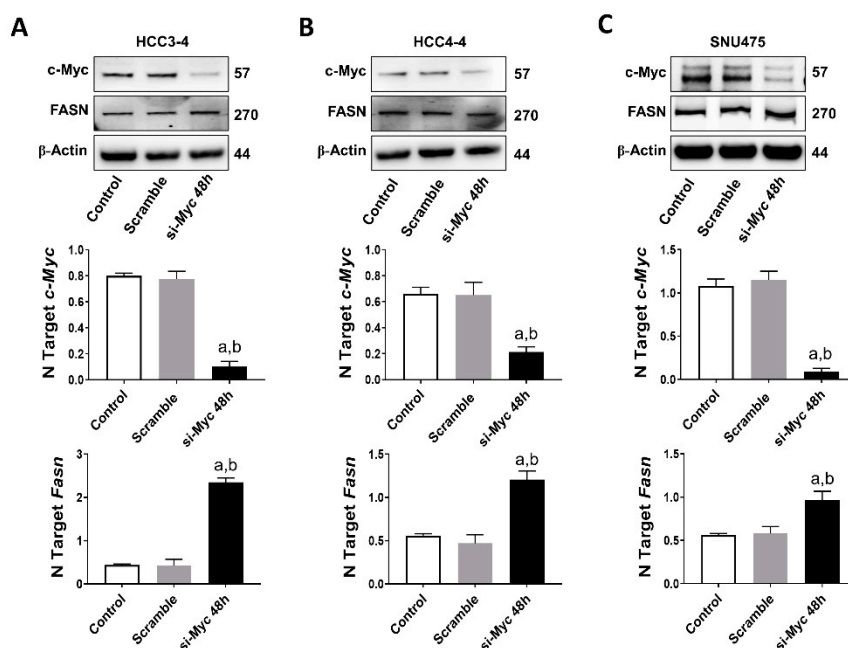 A
HCC3-4
c-Myc
57
FASN
270
β-Actin
44
Control
Scramble
si-Myc 48h
N Target c-Myc
1.0
0.8
0.6
0.4
0.2
0.0
a,b
Control
Scramble
si-Myc 48h
N Target Fasn
3
2
1
0
a,b
Control
Scramble
si-Myc 48h
B
HCC4-4
c-Myc
57
FASN
270
β-Actin
44
Control
Scramble
si-Myc 48h
N Target c-Myc
1.0
0.8
0.6
0.4
0.2
0.0
a,b
Control
Scramble
si-Myc 48h
N Target Fasn
1.5
1.0
0.5
0.0
a,b
Control
Scramble
si-Myc 48h
C
SNU475
c-Myc
57
FASN
270
β-Actin
44
Control
Scramble
si-Myc 48h
N Target c-Myc
1.5
1.0
0.5
0.0
a,b
Control
Scramble
si-Myc 48h
N Target Fasn
1.5
1.0
0.5
0.0
a,b
Control
Scramble
si-Myc 48h